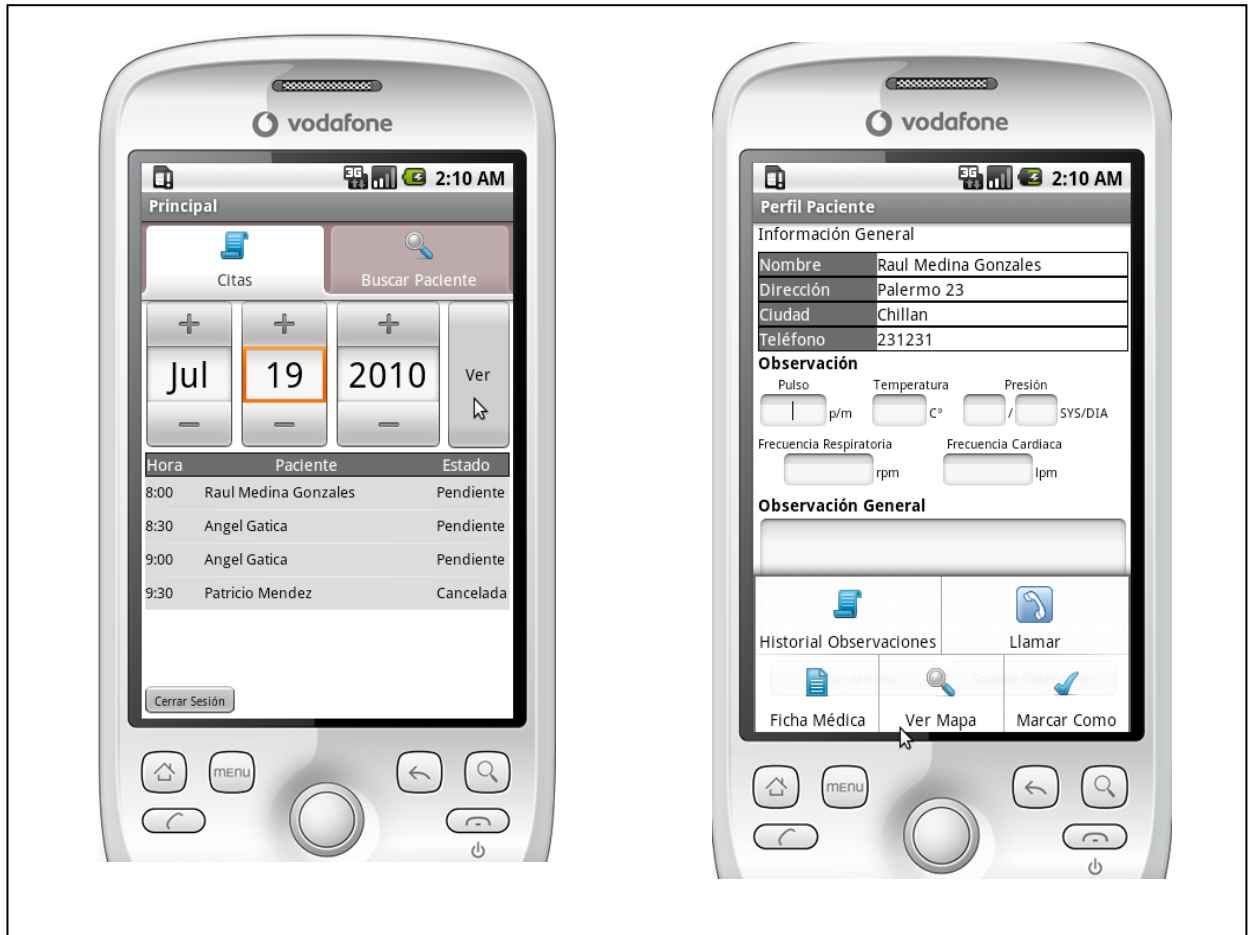 vodafone
3G 2:10 AM
Principal
Citas Buscar Paciente
Jul 19 2010 Ver
Hora Paciente Estado
8:00 Raul Medina Gonzales Pendiente
8:30 Angel Gatica Pendiente
9:00 Angel Gatica Pendiente
9:30 Patricio Mendez Cancelada
Cerrar Sesión
MENU
vodafone
3G 2:10 AM
Perfil Paciente
Información General
Nombre Raul Medina Gonzales
Dirección Palermo 23
Ciudad Chillan
Teléfono 231231
Observación
Pulso Temperatura Presión
p/m C° / SYS/DIA
Frecuencia Respiratoria Frecuencia Cardiaca
rpm lpm
Observación General
Historial Observaciones Llamar
Ficha Médica Ver Mapa Marcar Como
MENU